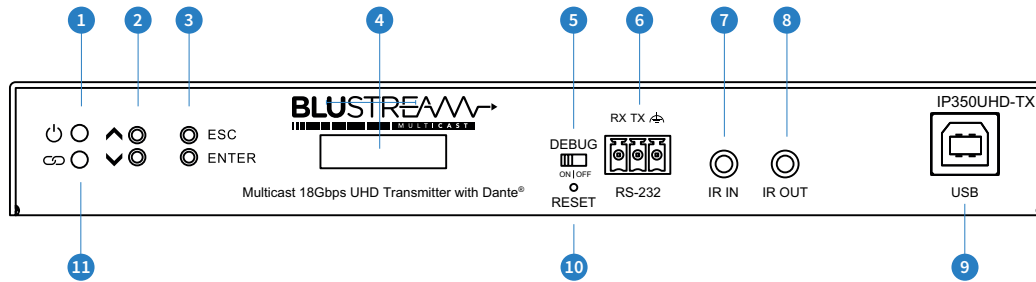 1 2 3 4 5 6 7 8
BLUSTREAM
MULTICAST
IP350UHD-TX
RX TX
ESC
DEBUG
ENTER
ON|OFF
Multicast 18Gbps UHD Transmitter with Dante®
RESET
RS-232
IR IN
IR OUT
USB
11 10 9